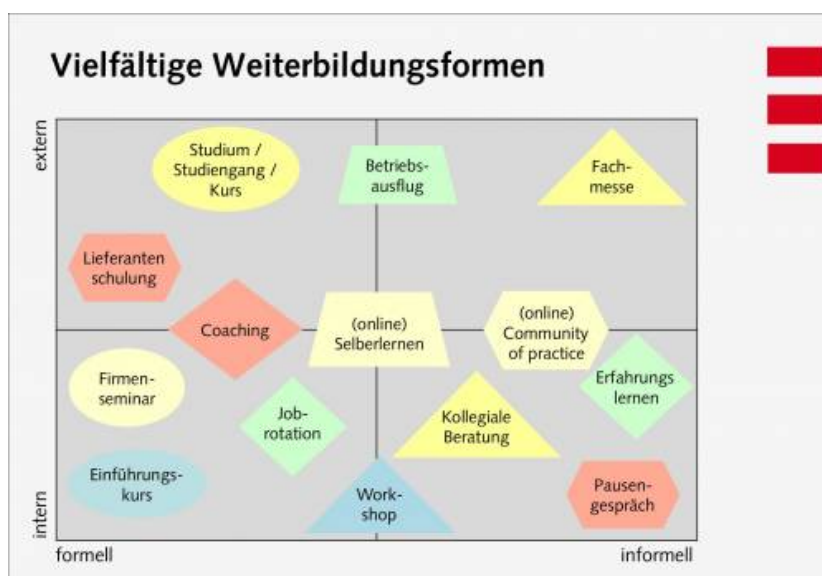 Vielfältige Weiterbildungsformen
extern
Studium /
Studiengang /
Kurs
Betriebs-
ausflug
Fach-
messe
Lieferanten
schulung
Coaching
(online)
Selberlernen
(online)
Community
of practice
Firmen-
seminar
Job-
rotation
Kollegiale
Beratung
Erfahrungs
lernen
Einführungs-
kurs
Work-
shop
Pausen-
gespräch
intern
formell
informell